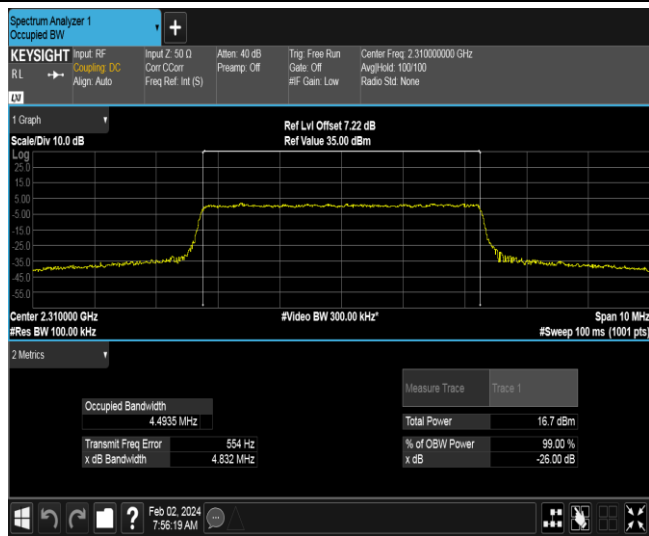 Spectrum Analyzer 1
Occupied BW
+
KEYSIGHT
RL
LXI
Input: RF
Coupling: DC
Align: Auto
Input Z: 50 Ω
Corr CCorr
Freq Ref: Int (S)
Atten: 40 dB
Preamp: Off
Trig: Free Run
Gate: Off
#IF Gain: Low
Center Freq: 2.310000000 GHz
Avg|Hold: 100/100
Radio Std: None
1 Graph
Scale/Div 10.0 dB
Ref Lvl Offset 7.22 dB
Ref Value 35.00 dBm
Log
25.0
15.0
5.00
-5.00
-15.0
-25.0
-35.0
-45.0
-55.0
Center 2.310000 GHz
#Res BW 100.00 kHz
#Video BW 300.00 kHz*
Span 10 MHz
#Sweep 100 ms (1001 pts)
2 Metrics
Measure Trace Trace 1
Occupied Bandwidth
4.4935 MHz
Total Power 16.7 dBm
Transmit Freq Error 554 Hz
% of OBW Power 99.00 %
x dB Bandwidth 4.832 MHz
x dB -26.00 dB
?
Feb 02, 2024
7:56:19 AM